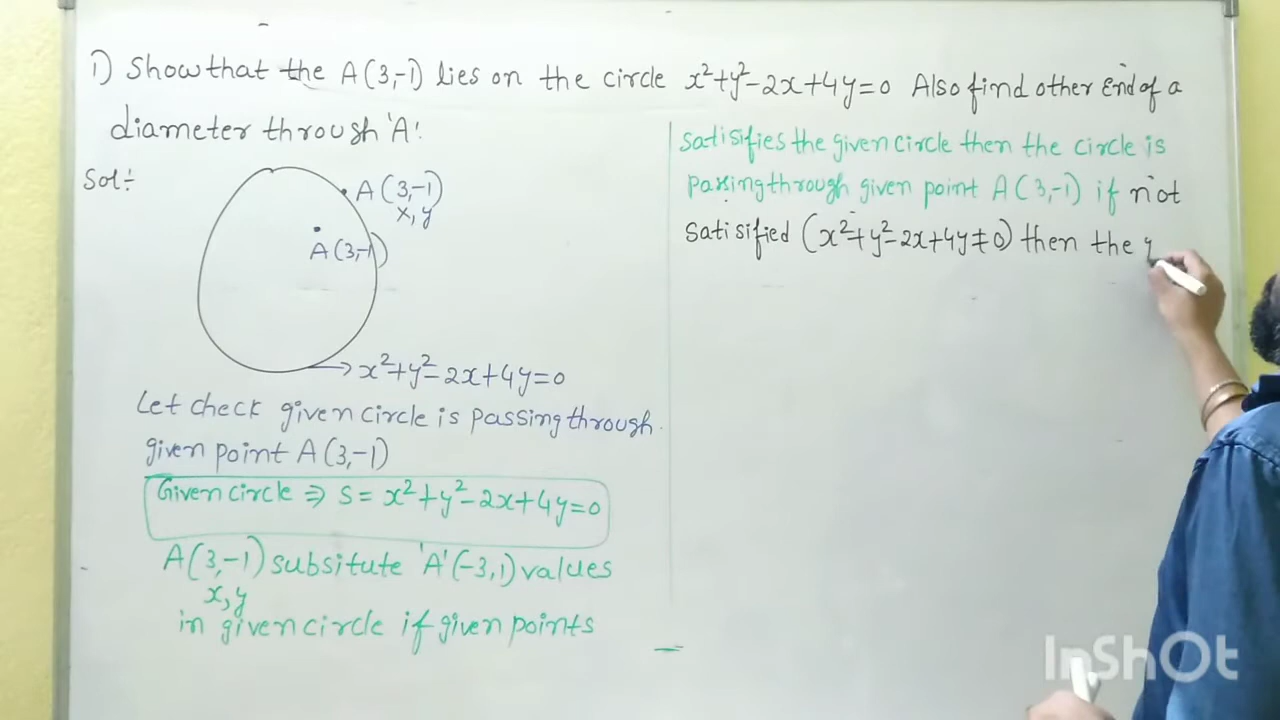 1) Show that the A(3,-1) lies on the circle x²+y²-2x+4y=0 Also find other End of a
diameter through 'A'.
Sol:-
A(3,-1)
x, y
A(3,-1)
→ x²+y²-2x+4y=0
Let check given circle is passing through
given point A(3,-1)
Given circle ⇒ S = x²+y²-2x+4y=0
A(3,-1) subsitute 'A'(-3,1) values
x, y
in given circle if given points
satisifies the given circle then the circle is
passing through given point A(3,-1) if not
satisified (x²+y²-2x+4y≠0) then the
InShOt